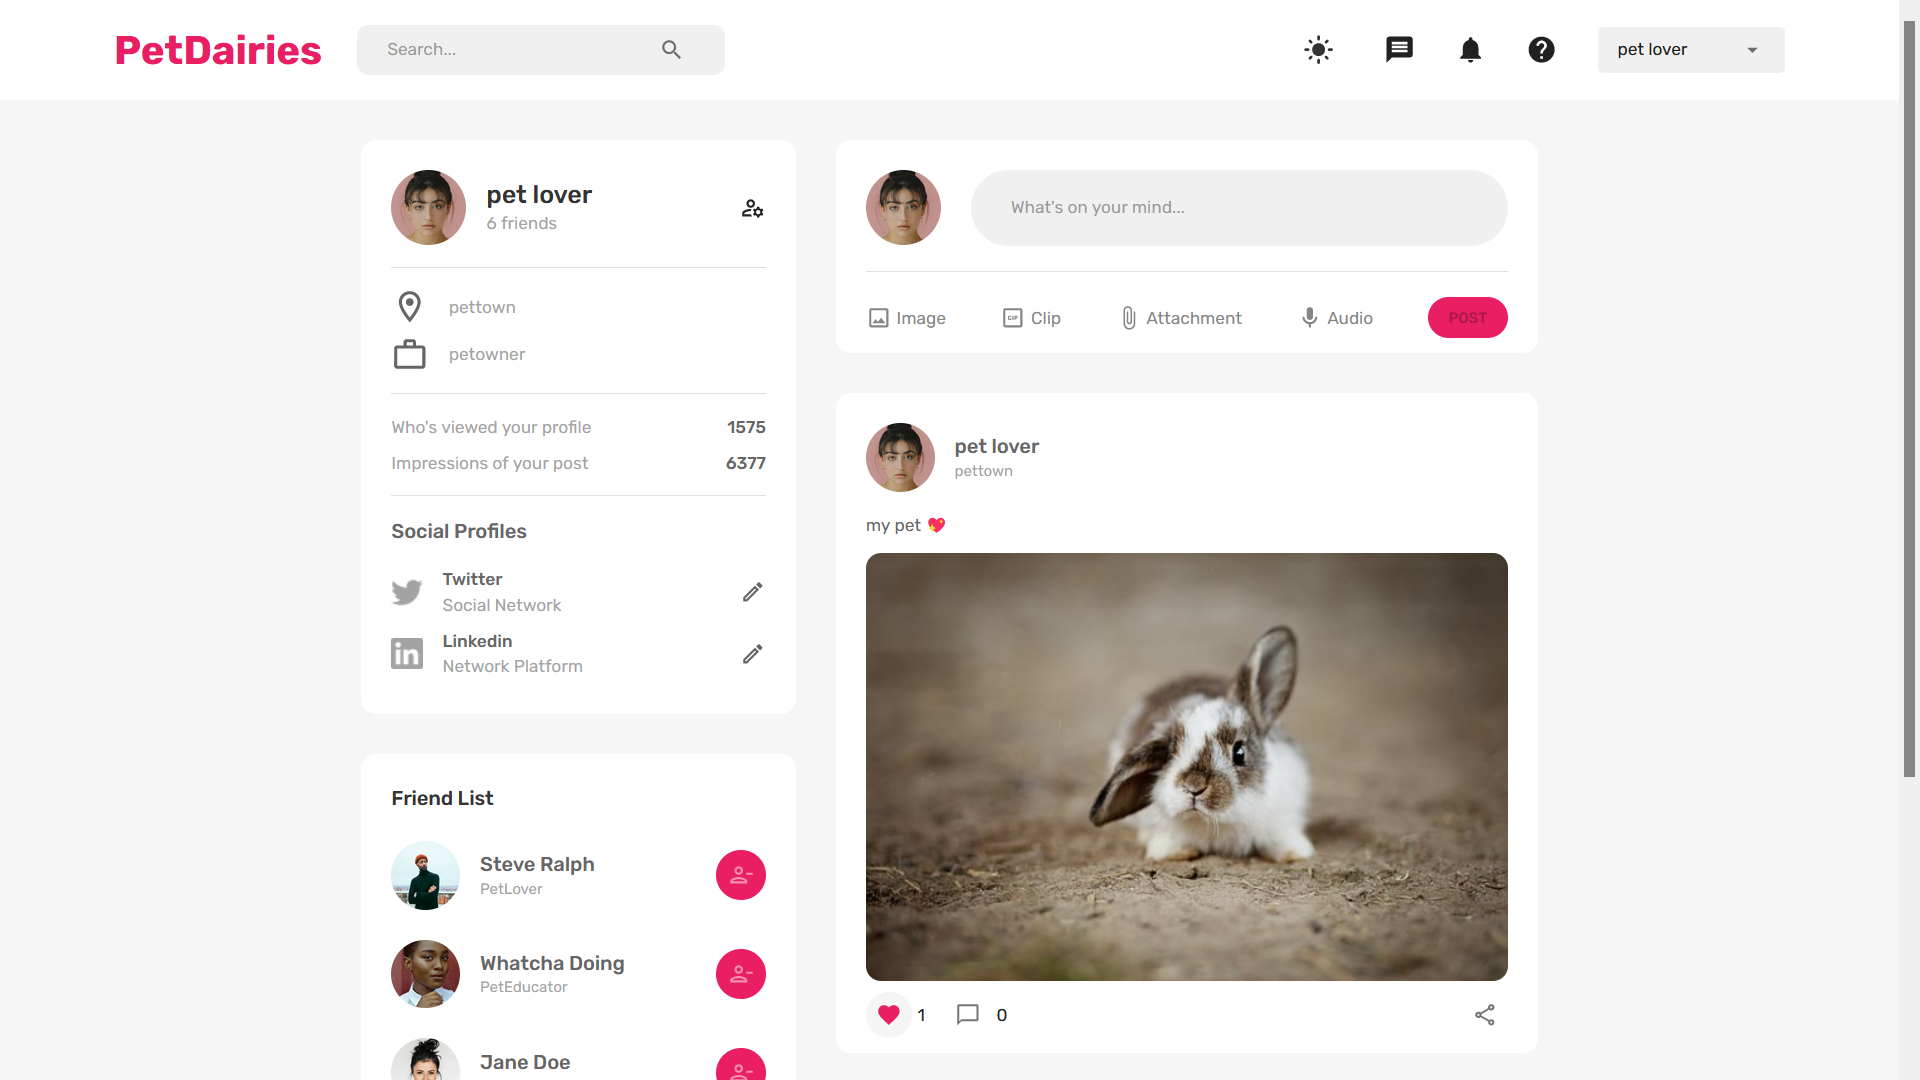 PetDairies
Search...
pet lover
pet lover
6 friends
pettown
petowner
Who's viewed your profile 1575
Impressions of your post 6377
Social Profiles
Twitter
Social Network
Linkedin
Network Platform
Friend List
Steve Ralph
PetLover
Whatcha Doing
PetEducator
Jane Doe
What's on your mind...
Image
GIF
Clip
Attachment
Audio
POST
pet lover
pettown
my pet 💖
1
0